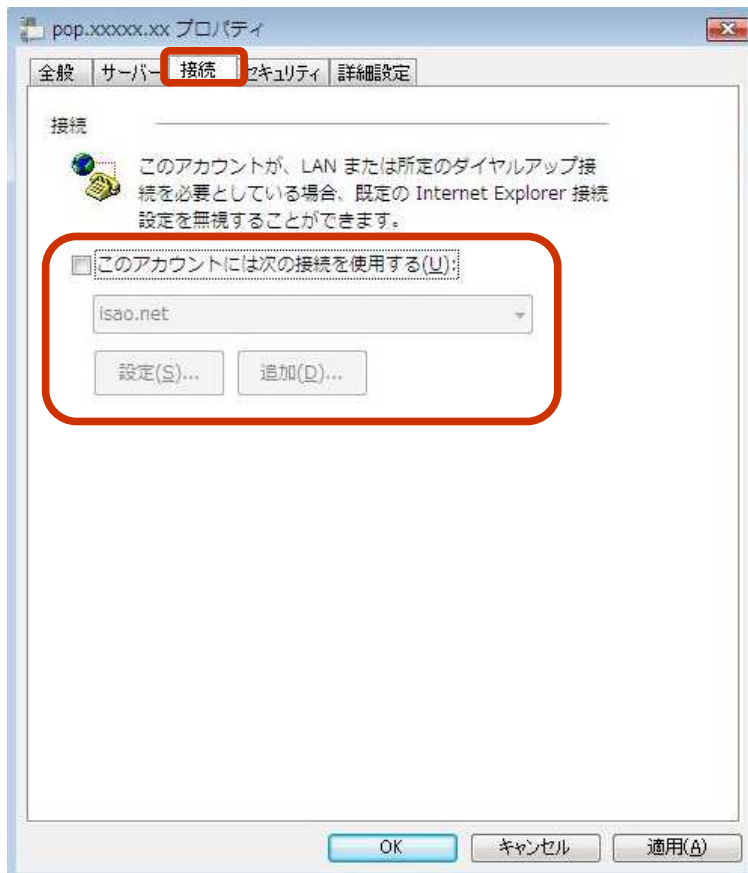 pop.xxxxx.xx プロパティ
全般 サーバー 接続 セキュリティ 詳細設定
接続
このアカウントが、LAN または所定のダイヤルアップ接
続を必要としている場合、既定の Internet Explorer 接続
設定を無視することができます。
このアカウントには次の接続を使用する(U):
isao.net
設定(S)... 追加(D)...
OK キャンセル 適用(A)